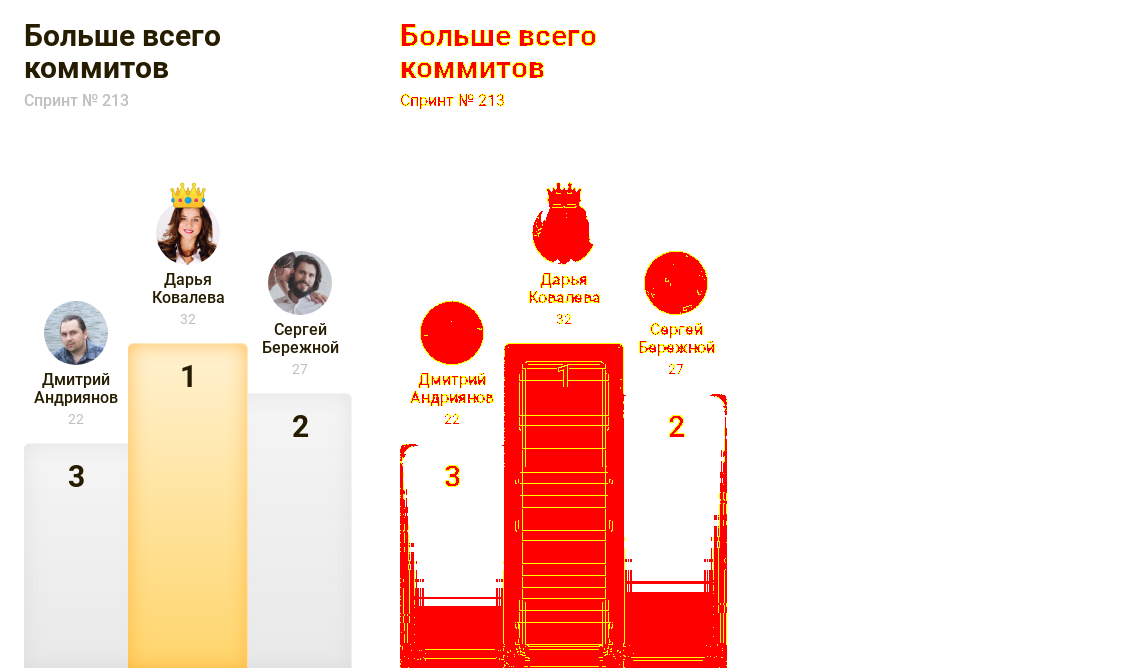 Больше всего
коммитов
Спринт № 213
Дарья
Ковалева
32
Сергей
Бережной
27
Дмитрий
Андриянов
22
1
2
3
Больше всего
коммитов
Спринт № 213
Дарья
Ковалева
32
Сергей
Бережной
27
Дмитрий
Андриянов
22
1
2
3